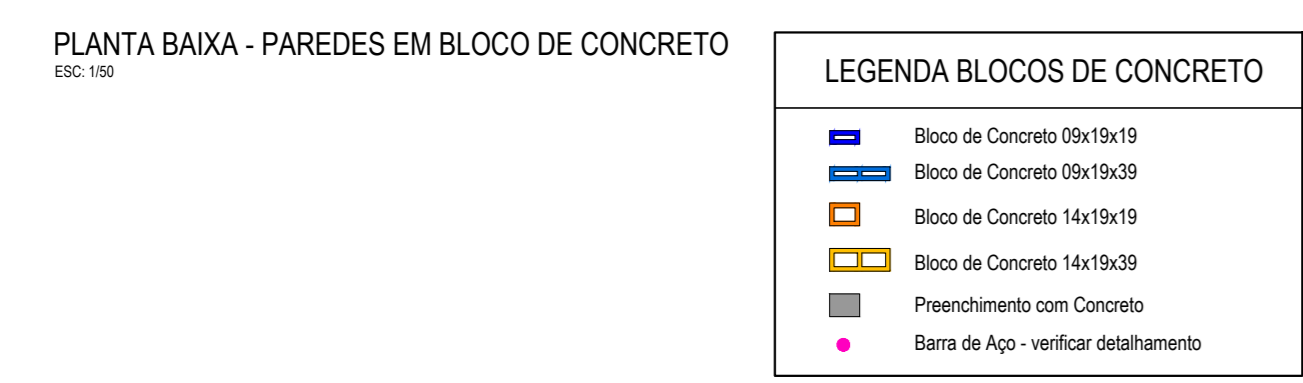 PLANTA BAIXA - PAREDES EM BLOCO DE CONCRETO
ESC: 1/50
LEGENDA BLOCOS DE CONCRETO
Bloco de Concreto 09x19x19
Bloco de Concreto 09x19x39
Bloco de Concreto 14x19x19
Bloco de Concreto 14x19x39
Preenchimento com Concreto
Barra de Aço - verificar detalhamento